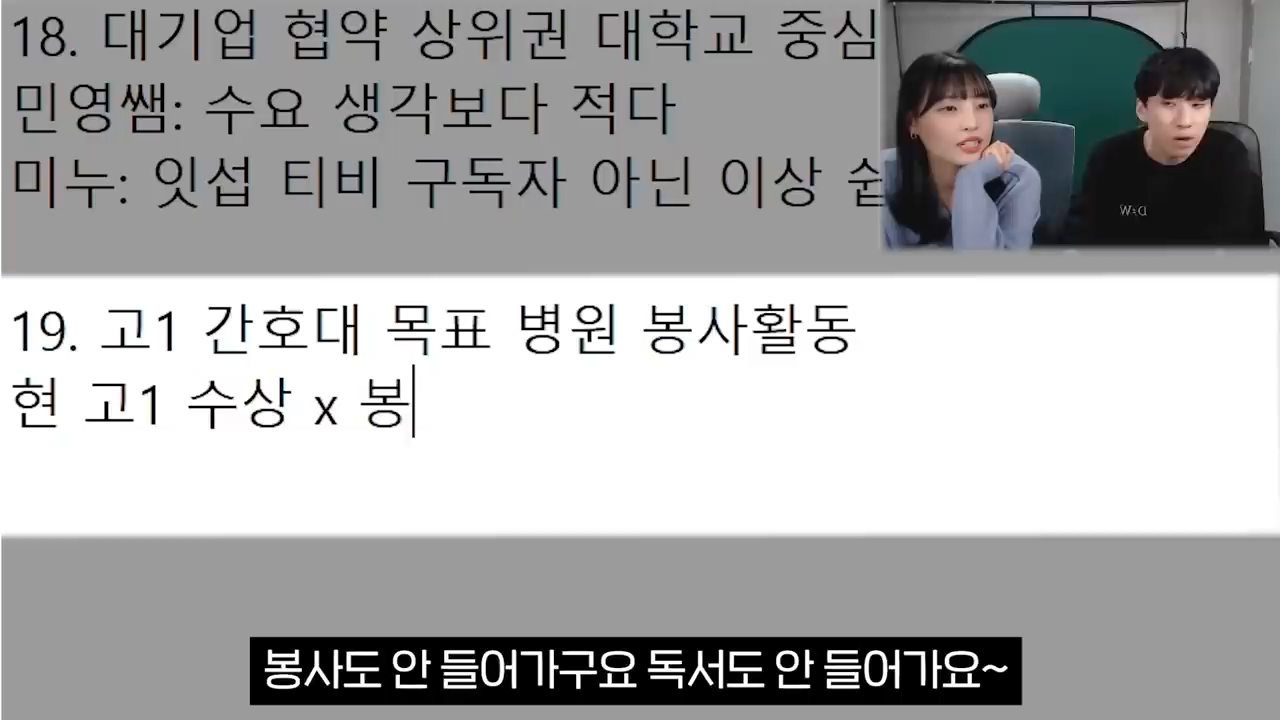 18. 대기업 협약 상위권 대학교 중심
민영쌤: 수요 생각보다 적다
미누: 잇섭 티비 구독자 아닌 이상 쉽
19. 고1 간호대 목표 병원 봉사활동
현 고1 수상 x 봉
봉사도 안 들어가구요 독서도 안 들어가요~